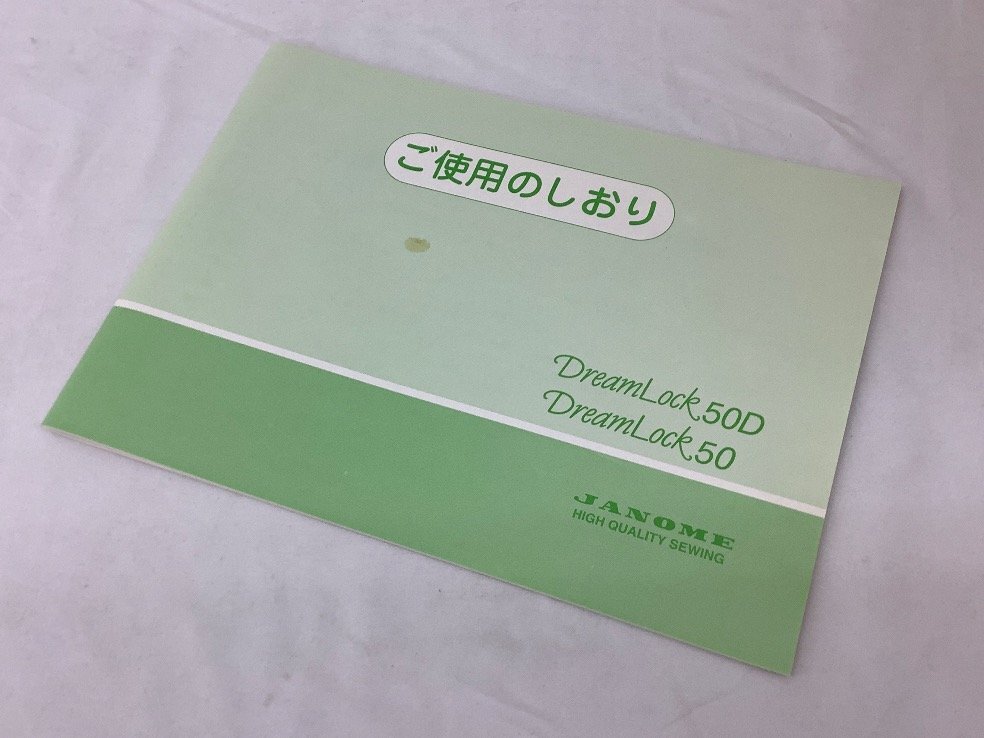 ご使用のしおり
DreamLock 50D
DreamLock 50
JANOME
HIGH QUALITY SEWING